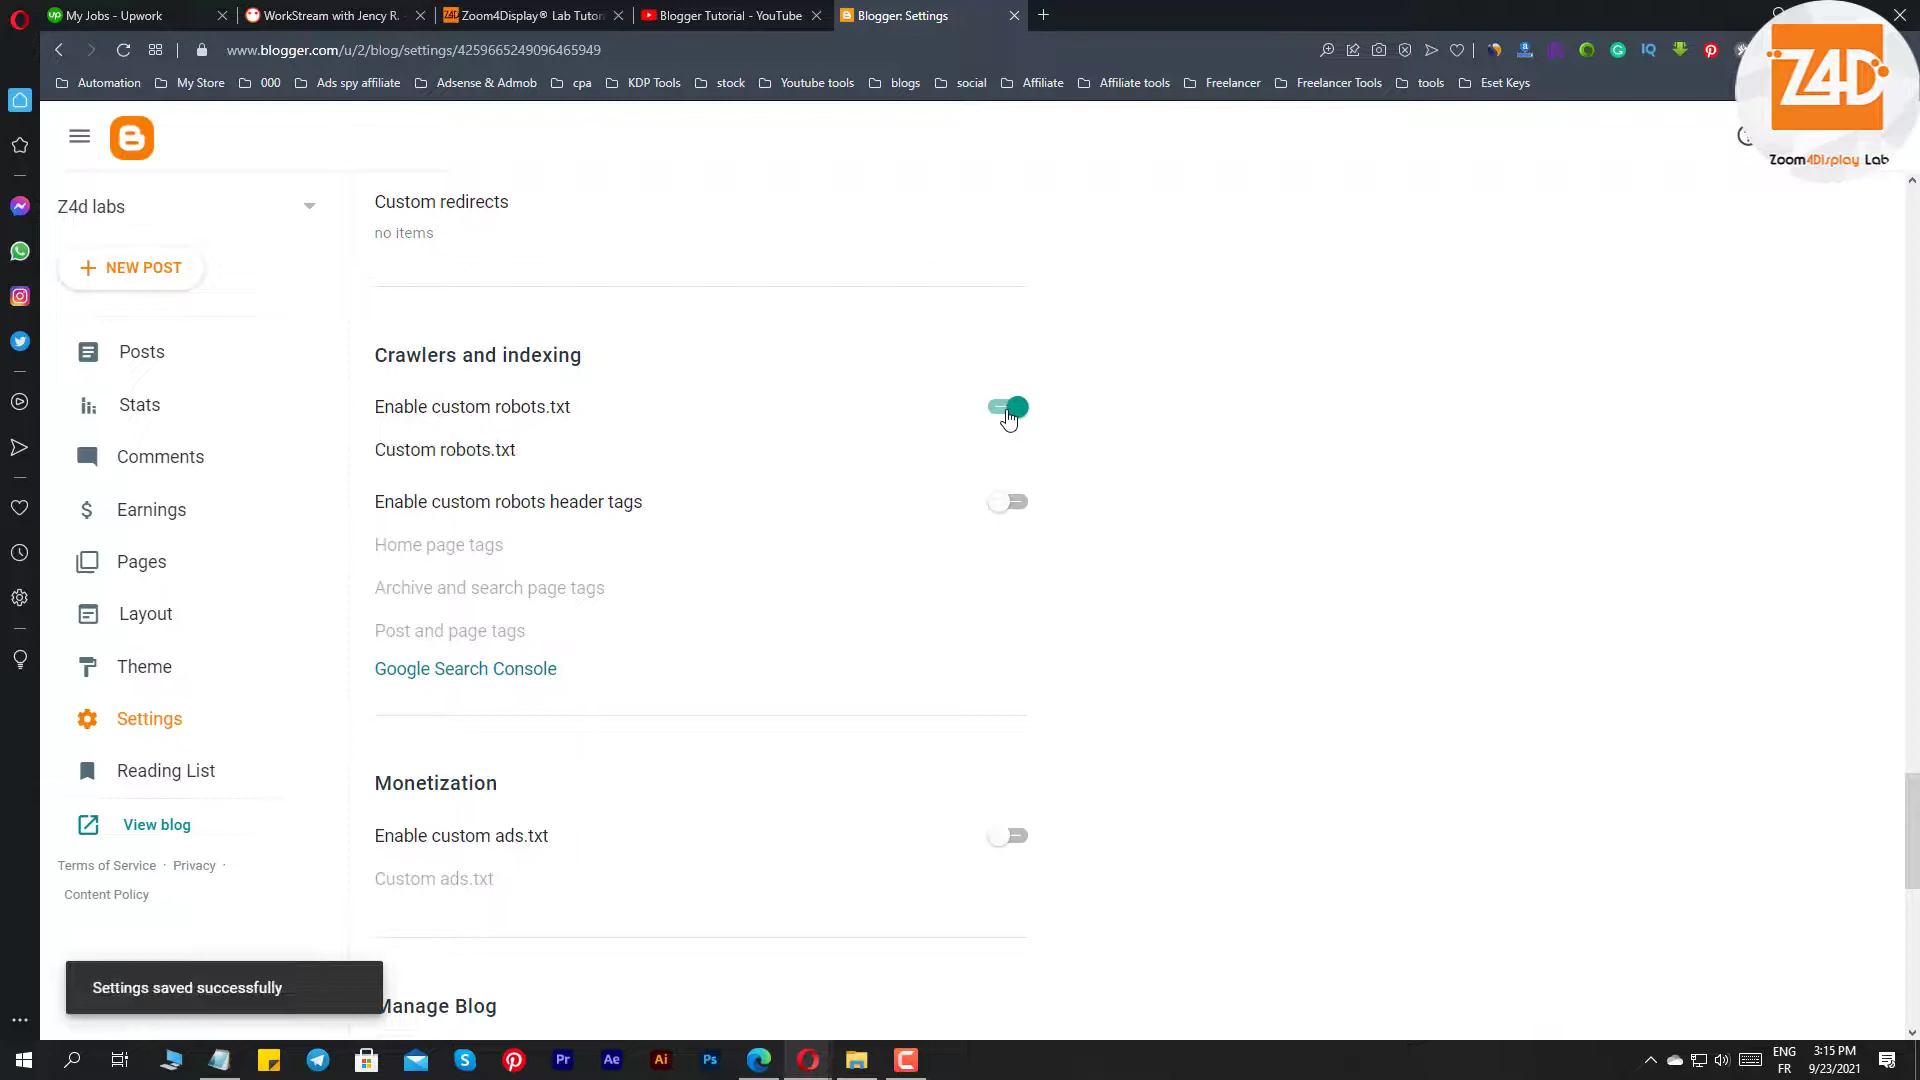 My Jobs - Upwork
WorkStream with Jency R.
Zoom4Display® Lab Tutor
Blogger Tutorial - YouTube
Blogger: Settings
www.blogger.com/u/2/blog/settings/4259665249096465949
Automation
My Store
000
Ads spy affiliate
Adsense & Admob
cpa
KDP Tools
stock
Youtube tools
blogs
social
Affiliate
Affiliate tools
Freelancer
Freelancer Tools
tools
Eset Keys
Z4D
Zoom4Display Lab
Z4d labs
NEW POST
Posts
Stats
Comments
Earnings
Pages
Layout
Theme
Settings
Reading List
View blog
Terms of Service · Privacy ·
Content Policy
Custom redirects
no items
Crawlers and indexing
Enable custom robots.txt
Custom robots.txt
Enable custom robots header tags
Home page tags
Archive and search page tags
Post and page tags
Google Search Console
Monetization
Enable custom ads.txt
Custom ads.txt
Manage Blog
Settings saved successfully
Pr
Ae
Ai
Ps
ENG
FR
3:15 PM
9/23/2021